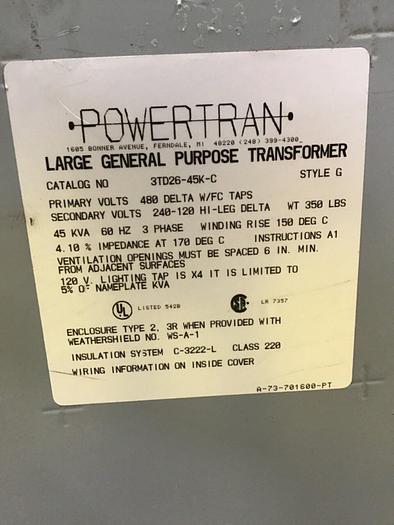 POWERTRAN
1605 BONNER AVENUE, FERNDALE, MI 48220 (248) 399-4300
LARGE GENERAL PURPOSE TRANSFORMER
CATALOG NO 3TD26-45K-C STYLE G
PRIMARY VOLTS 480 DELTA W/FC TAPS
SECONDARY VOLTS 240-120 HI-LEG DELTA WT 350 LBS
45 KVA 60 HZ 3 PHASE WINDING RISE 150 DEG C
4.10 % IMPEDANCE AT 170 DEG C INSTRUCTIONS A1
VENTILATION OPENINGS MUST BE SPACED 6 IN. MIN.
FROM ADJACENT SURFACES
120 V. LIGHTING TAP IS X4 IT IS LIMITED TO
5% OF NAMEPLATE KVA
UL LISTED 542B SA LR 7357
ENCLOSURE TYPE 2, 3R WHEN PROVIDED WITH
WEATHERSHIELD NO. WS-A-1
INSULATION SYSTEM C-3222-L CLASS 220
WIRING INFORMATION ON INSIDE COVER
A-73-701600-PT